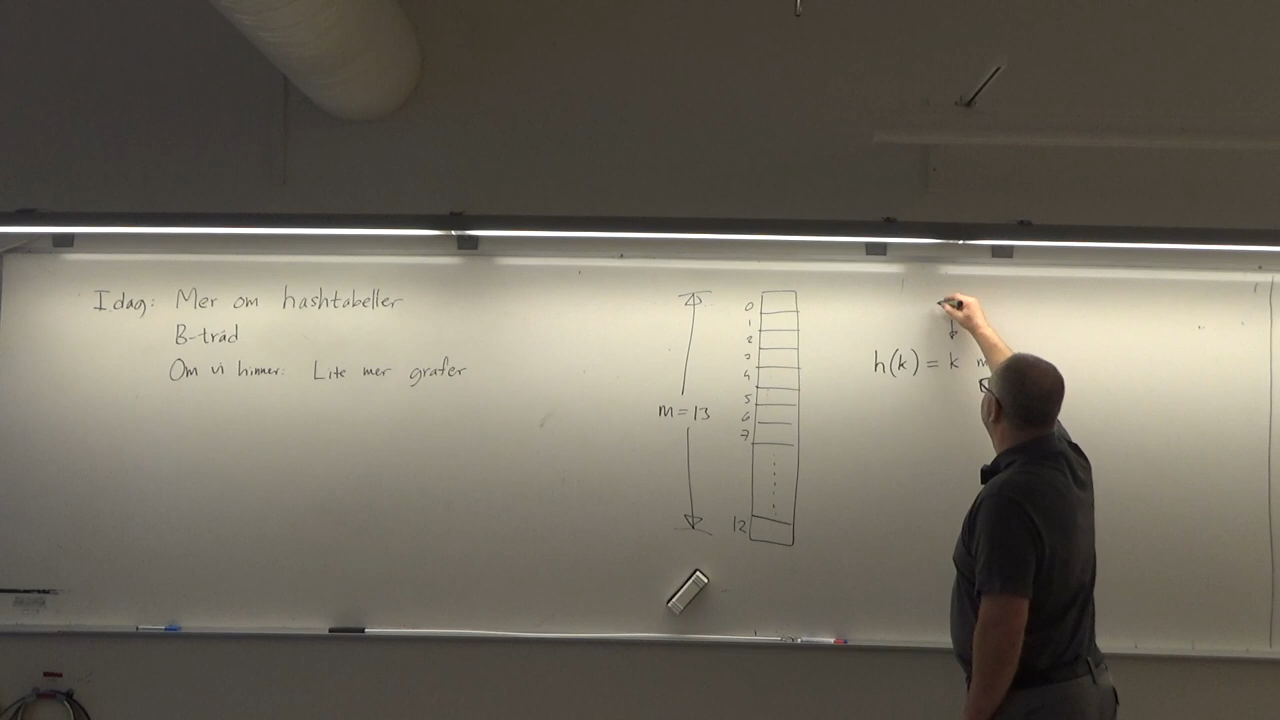 Idag: Mer om hashtabeller
B-träd
Om vi hinner: Lite mer grafer
m=13
0
1
2
3
4
5
6
7
12
h(k) = k